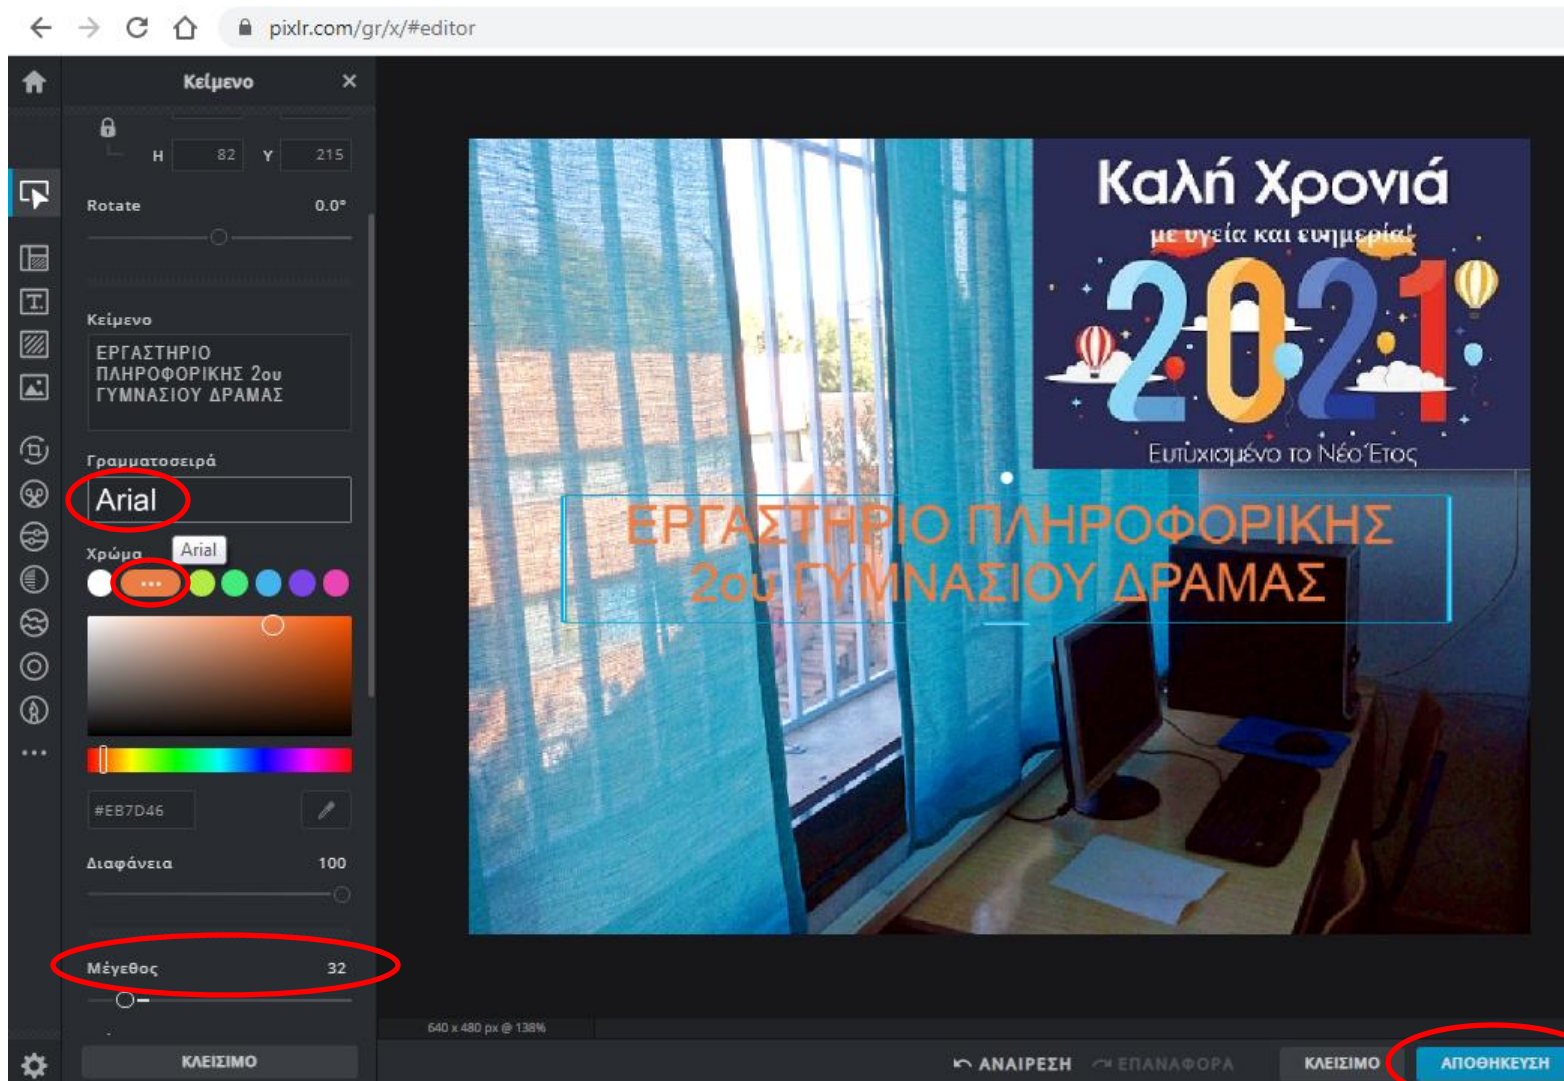 pixlr.com/gr/x/#editor
Κείμενο ×
H 82 Y 215
Rotate 0.0°
Κείμενο
ΕΡΓΑΣΤΗΡΙΟ
ΠΛΗΡΟΦΟΡΙΚΗΣ 2ου
ΓΥΜΝΑΣΙΟΥ ΔΡΑΜΑΣ
Γραμματοσειρά
Arial
Χρώμα
Arial
#EB7D46
Διαφάνεια 100
Μέγεθος 32
ΚΛΕΙΣΙΜΟ
Καλή Χρονιά
με υγεία και ευημερία!
2021
Ευτυχισμένο το Νέο Έτος
ΕΡΓΑΣΤΗΡΙΟ ΠΛΗΡΟΦΟΡΙΚΗΣ
2ου ΓΥΜΝΑΣΙΟΥ ΔΡΑΜΑΣ
640 x 480 px @ 138%
ΑΝΑΙΡΕΣΗ ΕΠΑΝΑΦΟΡΑ ΚΛΕΙΣΙΜΟ ΑΠΟΘΗΚΕΥΣΗ